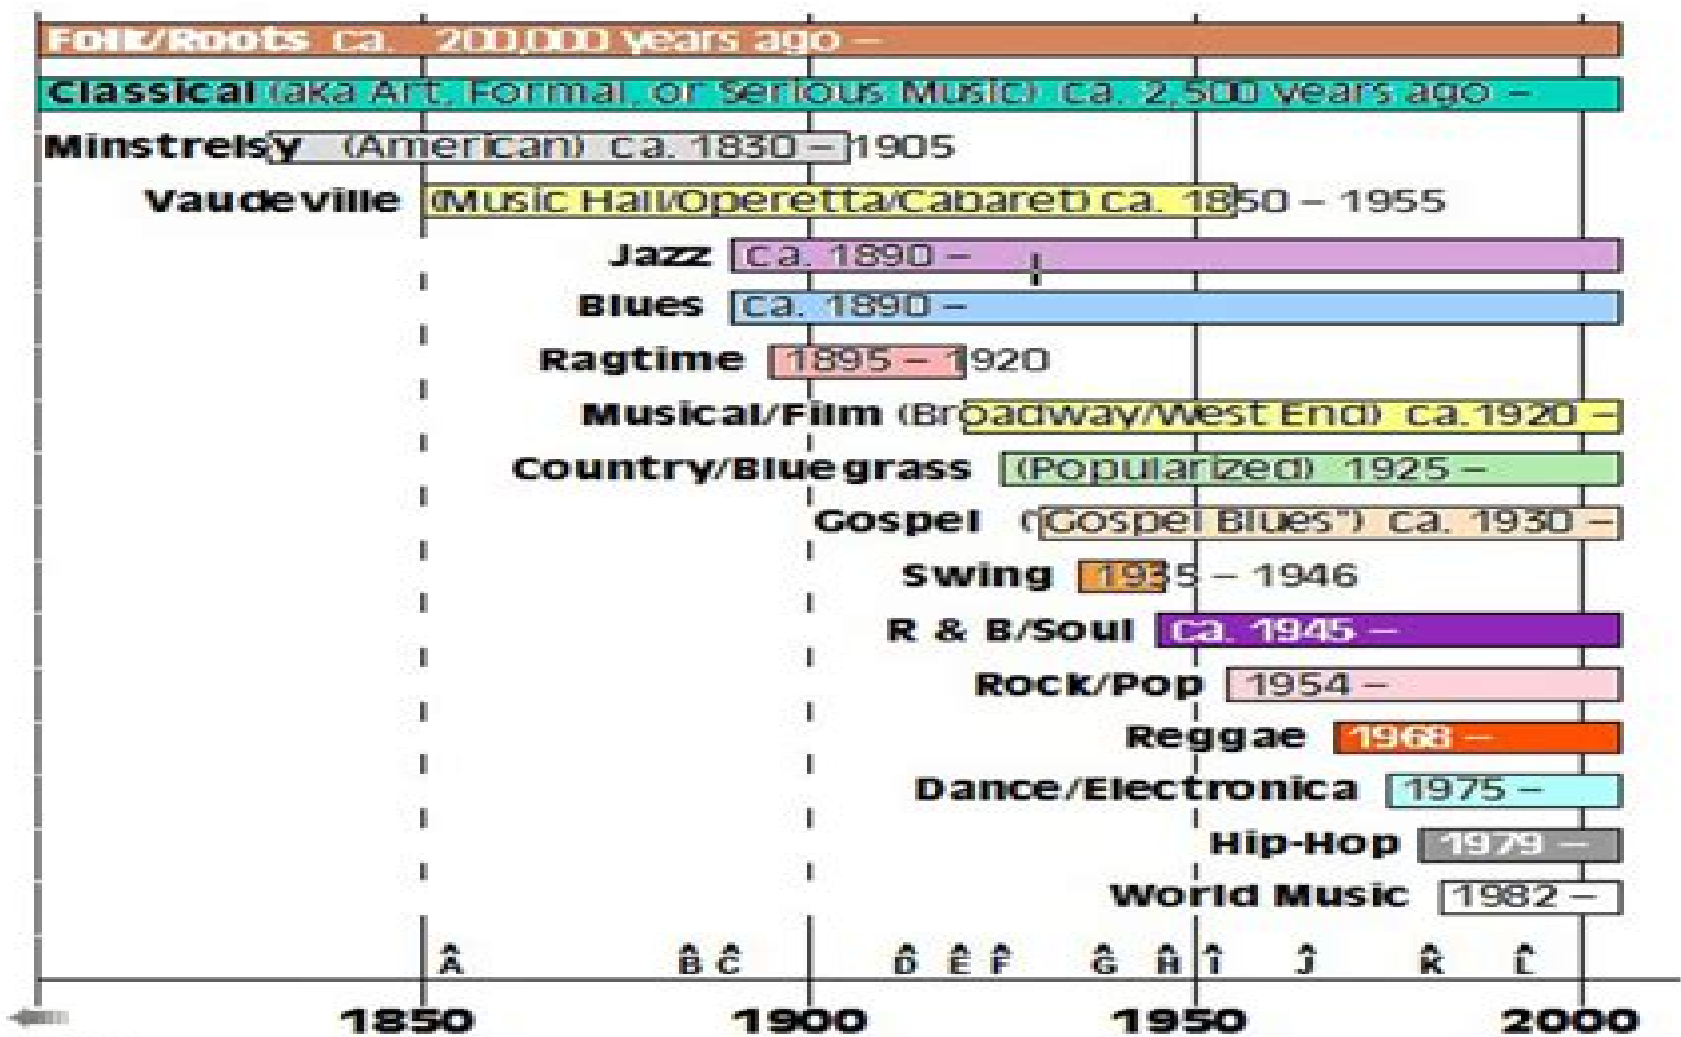 Folk/Roots ca. 200,000 years ago –
Classical (aka Art, Formal, or Serious Music) ca. 2,500 years ago –
Minstrelsy (American) ca. 1830 – 1905
Vaudeville (Music Hall/Operetta/Cabaret) ca. 1850 – 1955
Jazz ca. 1890 –
Blues ca. 1890 –
Ragtime 1895 – 1920
Musical/Film (Broadway/West End) ca.1920 –
Country/Bluegrass (Popularized) 1925 –
Gospel ("Gospel Blues") ca. 1930 –
Swing 1935 – 1946
R & B/Soul ca. 1945 –
Rock/Pop 1954 –
Reggae 1968 –
Dance/Electronica 1975 –
Hip-Hop 1979 –
World Music 1982 –
A B C D E F G H I J K L
1850 1900 1950 2000